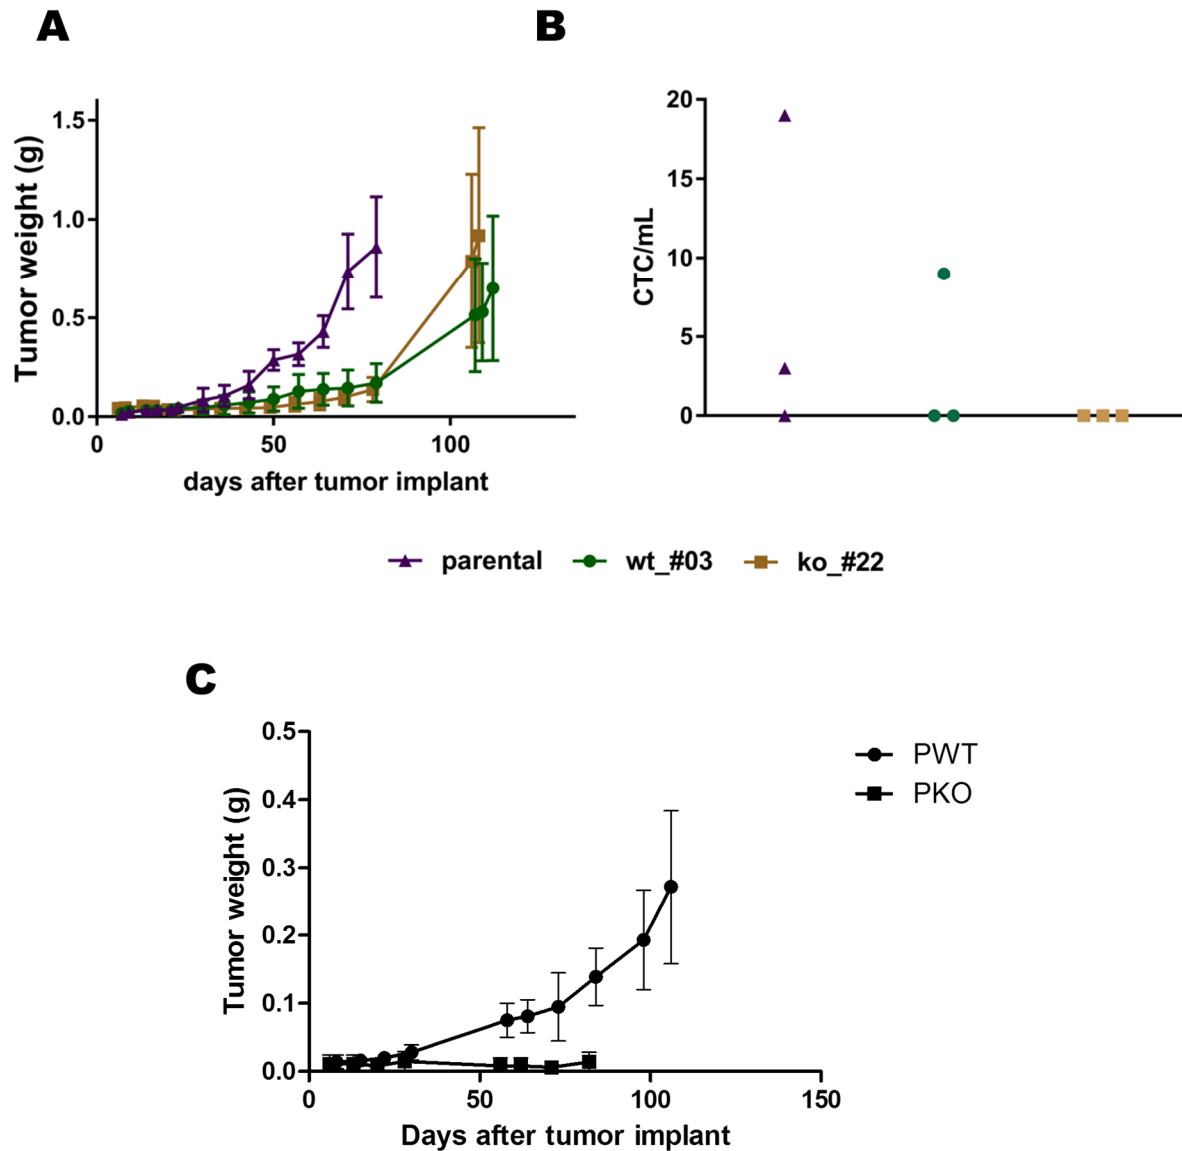 A
B
Tumor weight (g)
1.5
1.0
0.5
0.0
0
50
100
days after tumor implant
CTC/mL
20
15
10
5
0
parental
wt_#03
ko_#22
C
Tumor weight (g)
0.5
0.4
0.3
0.2
0.1
0.0
0
50
100
150
Days after tumor implant
PWT
PKO